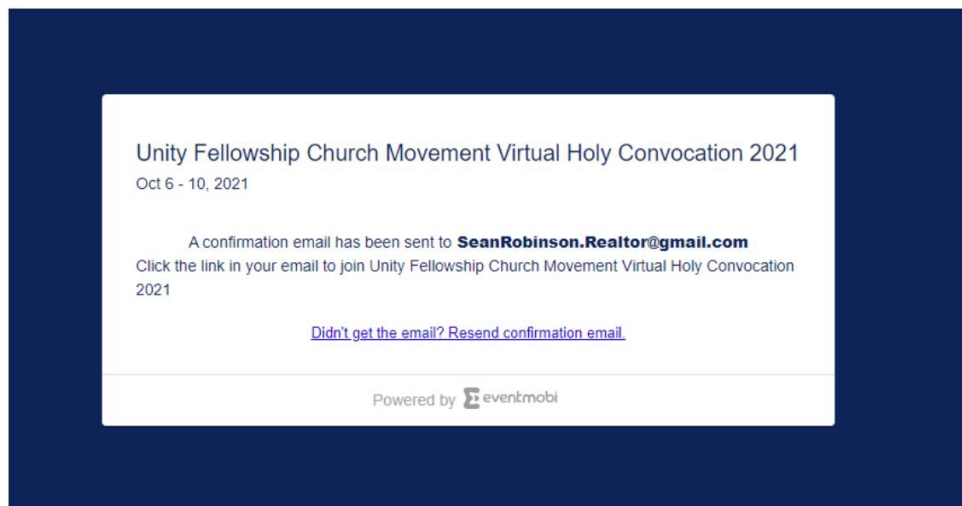 Unity Fellowship Church Movement Virtual Holy Convocation 2021
Oct 6 - 10, 2021
A confirmation email has been sent to SeanRobinson.Realtor@gmail.com
Click the link in your email to join Unity Fellowship Church Movement Virtual Holy Convocation
2021
Didn't get the email? Resend confirmation email.
Powered by eventmobi